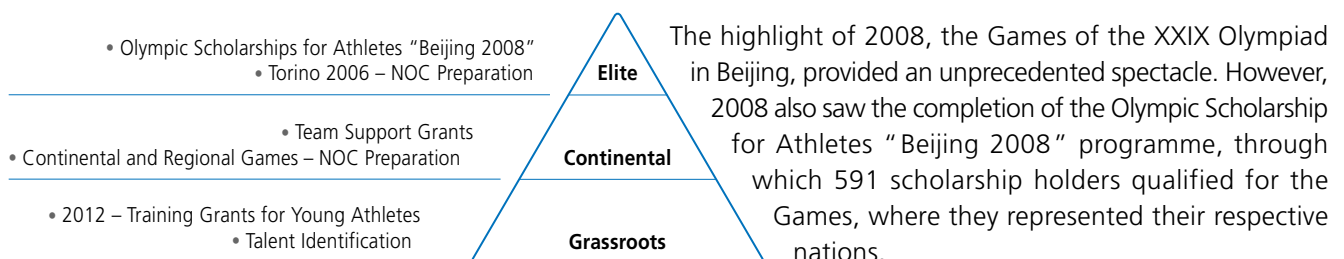 • Olympic Scholarships for Athletes “Beijing 2008”
• Torino 2006 – NOC Preparation
Elite
• Team Support Grants
• Continental and Regional Games – NOC Preparation
Continental
• 2012 – Training Grants for Young Athletes
• Talent Identification
Grassroots
The highlight of 2008, the Games of the XXIX Olympiad
in Beijing, provided an unprecedented spectacle. However,
2008 also saw the completion of the Olympic Scholarship
for Athletes “Beijing 2008” programme, through
which 591 scholarship holders qualified for the
Games, where they represented their respective
nations.